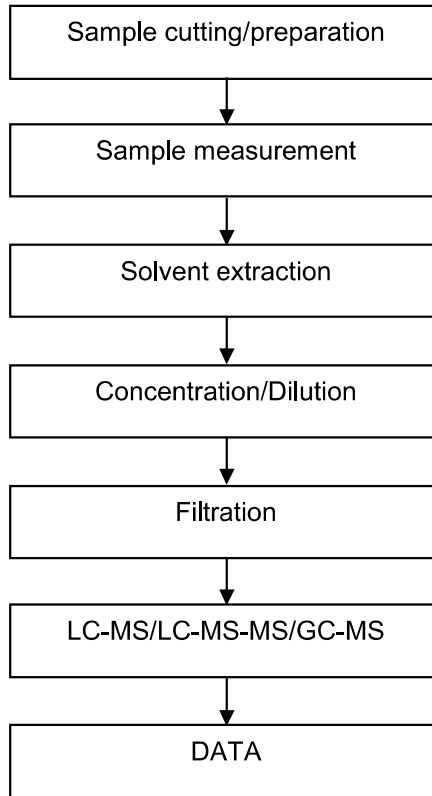 Sample cutting/preparation
Sample measurement
Solvent extraction
Concentration/Dilution
Filtration
LC-MS/LC-MS-MS/GC-MS
DATA